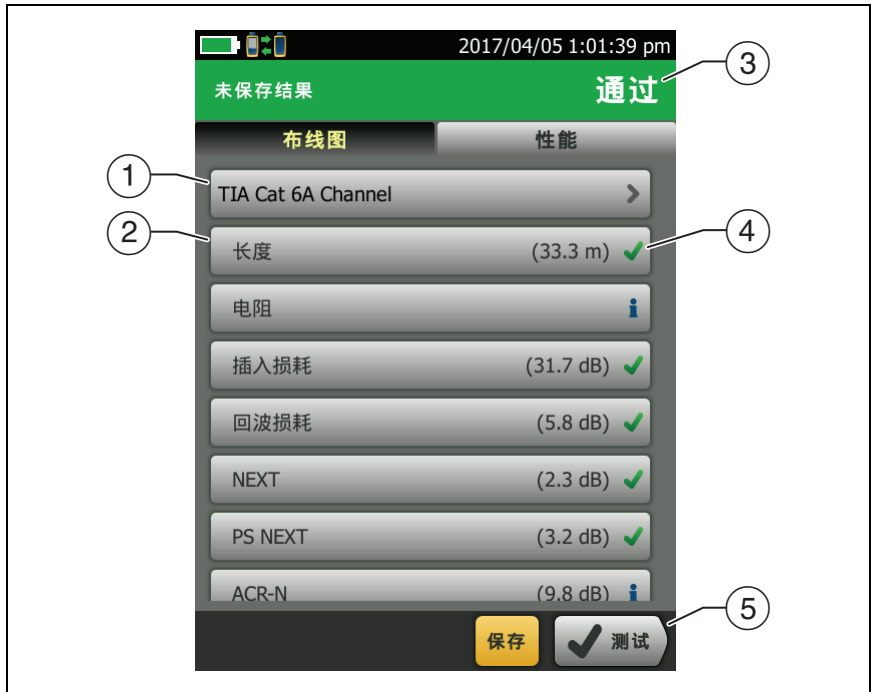 2017/04/05 1:01:39 pm
未保存结果 通过
③
布线图 性能
①
TIA Cat 6A Channel
②
长度 (33.3 m)
④
电阻
插入损耗 (31.7 dB)
回波损耗 (5.8 dB)
NEXT (2.3 dB)
PS NEXT (3.2 dB)
ACR-N (9.8 dB)
保存 测试
⑤